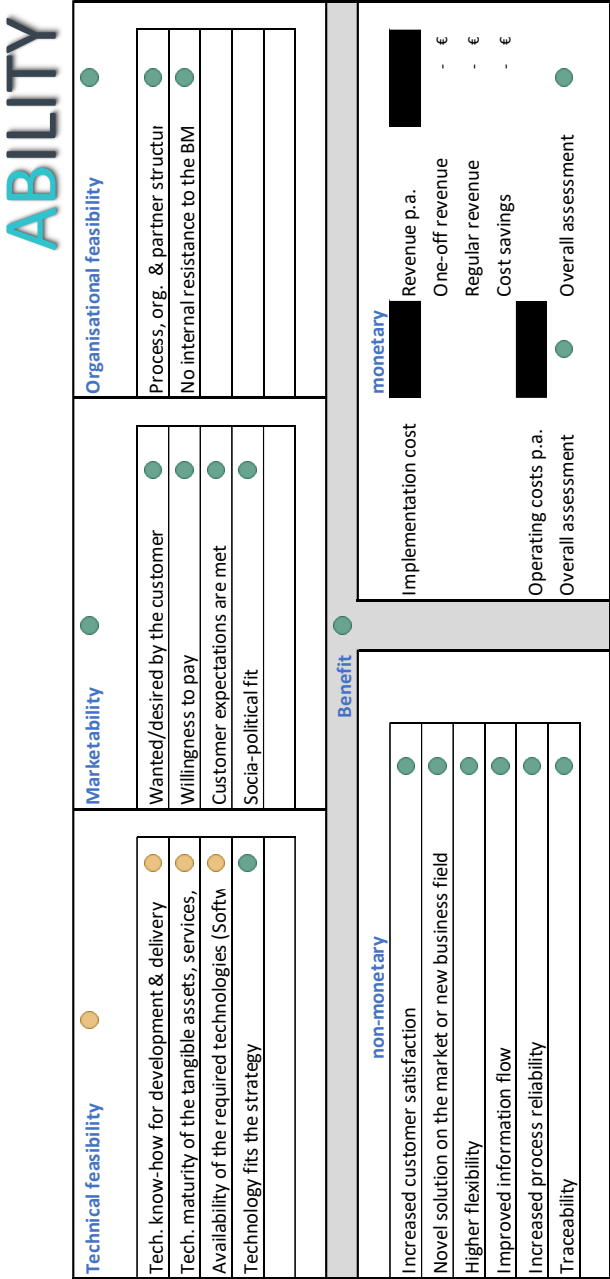 ABILITY
Technical feasibility
Tech. know-how for development & delivery
Tech. maturity of the tangible assets, services,
Availability of the required technologies (Softw
Technology fits the strategy
Marketability
Wanted/desired by the customer
Willingness to pay
Customer expectations are met
Socia-political fit
Organisational feasibility
Process, org. & partner structur
No internal resistance to the BM
Benefit
non-monetary
Increased customer satisfaction
Novel solution on the market or new business field
Higher flexibility
Improved information flow
Increased process reliability
Traceability
monetary
Implementation cost
Revenue p.a.
One-off revenue - €
Regular revenue - €
Cost savings - €
Operating costs p.a.
Overall assessment
Overall assessment